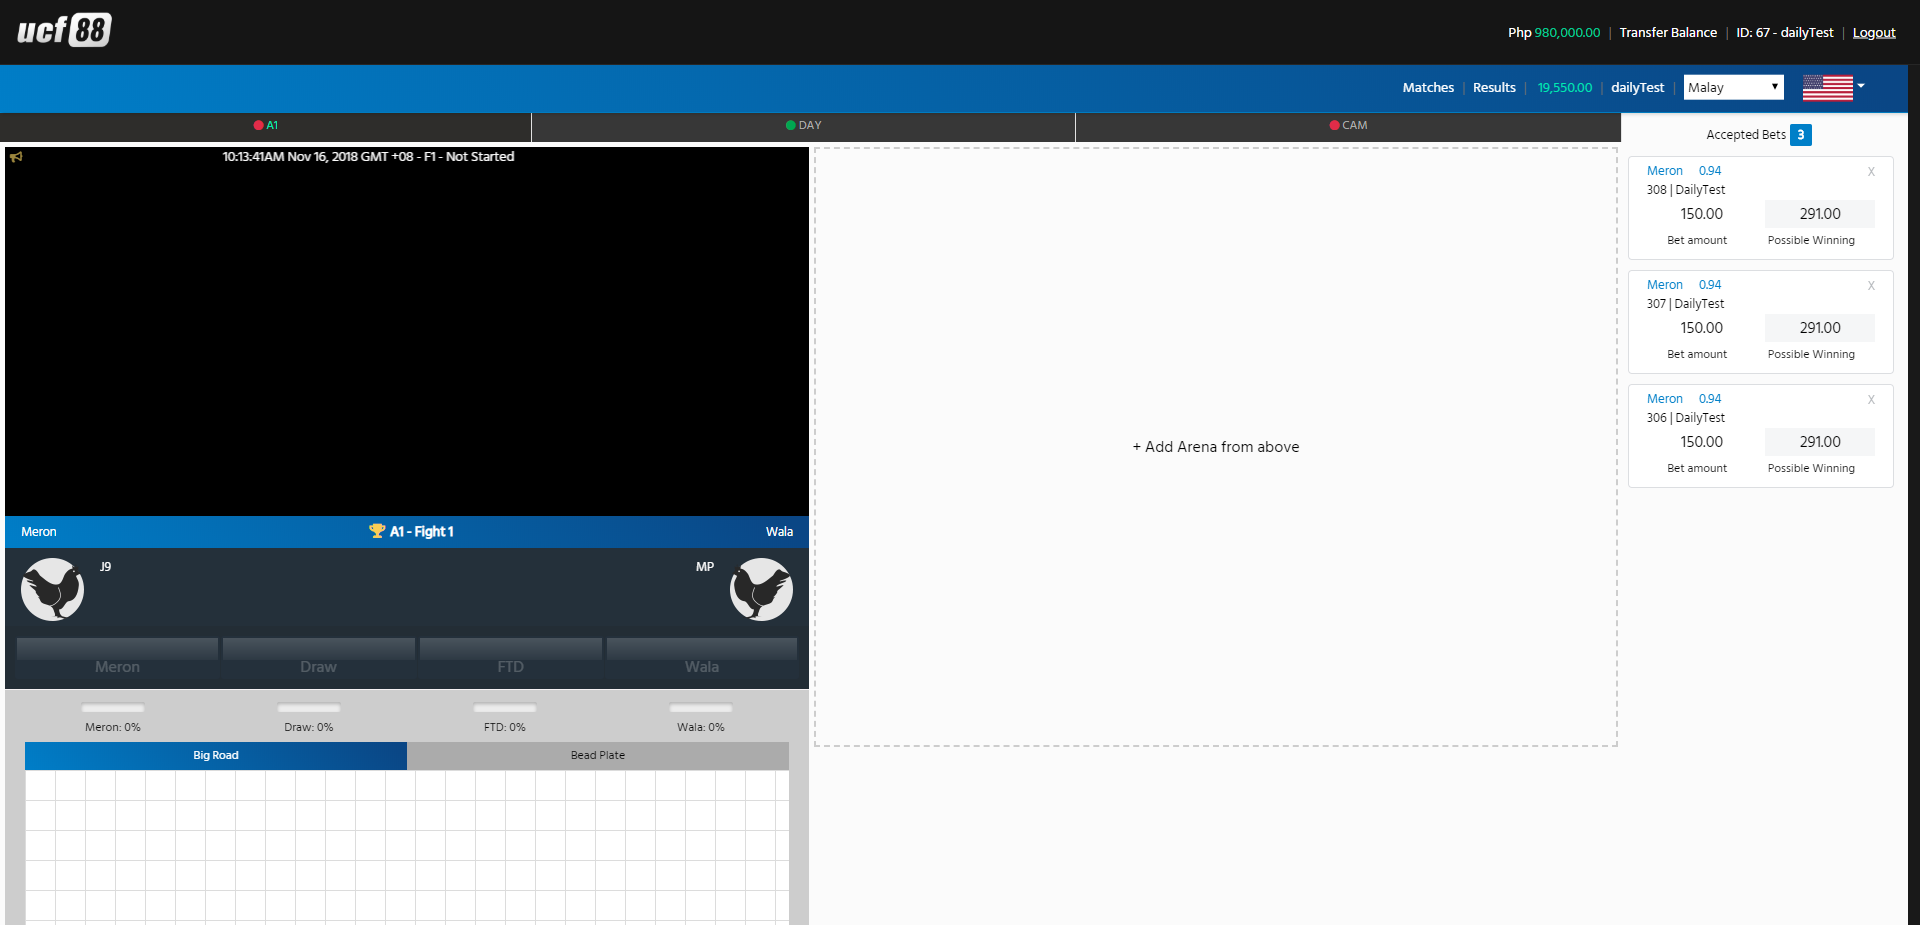 ucf 88
Php 980,000.00 | Transfer Balance | ID: 67 - dailyTest | Logout
Matches | Results | 19,550.00 | dailyTest | Malay
A1
DAY
CAM
Accepted Bets 3
10:13:41AM Nov 16, 2018 GMT +08 - F1 - Not Started
Meron 0.94 X
308 | DailyTest
150.00 291.00
Bet amount Possible Winning
Meron 0.94 X
307 | DailyTest
150.00 291.00
Bet amount Possible Winning
Meron 0.94 X
306 | DailyTest
150.00 291.00
Bet amount Possible Winning
+ Add Arena from above
Meron A1 - Fight 1 Wala
J9 MP
Meron Draw FTD Wala
Meron: 0% Draw: 0% FTD: 0% Wala: 0%
Big Road Bead Plate